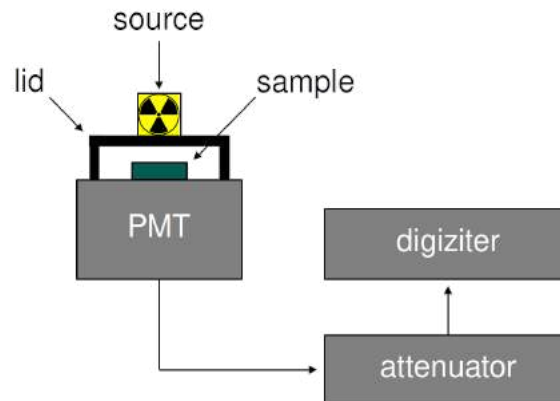 source
lid
sample
PMT
digiziter
attenuator